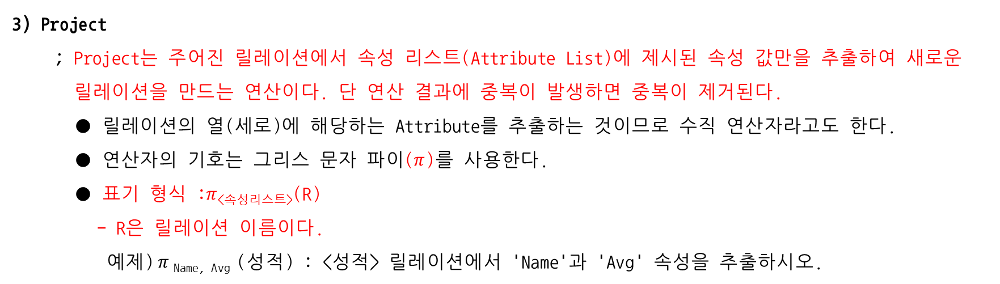 3) Project
; Project는 주어진 릴레이션에서 속성 리스트(Attribute List)에 제시된 속성 값만을 추출하여 새로운
릴레이션을 만드는 연산이다. 단 연산 결과에 중복이 발생하면 중복이 제거된다.
● 릴레이션의 열(세로)에 해당하는 Attribute를 추출하는 것이므로 수직 연산자라고도 한다.
● 연산자의 기호는 그리스 문자 파이(π)를 사용한다.
● 표기 형식 :π<속성리스트>(R)
- R은 릴레이션 이름이다.
예제)π Name, Avg (성적) : <성적> 릴레이션에서 'Name'과 'Avg' 속성을 추출하시오.